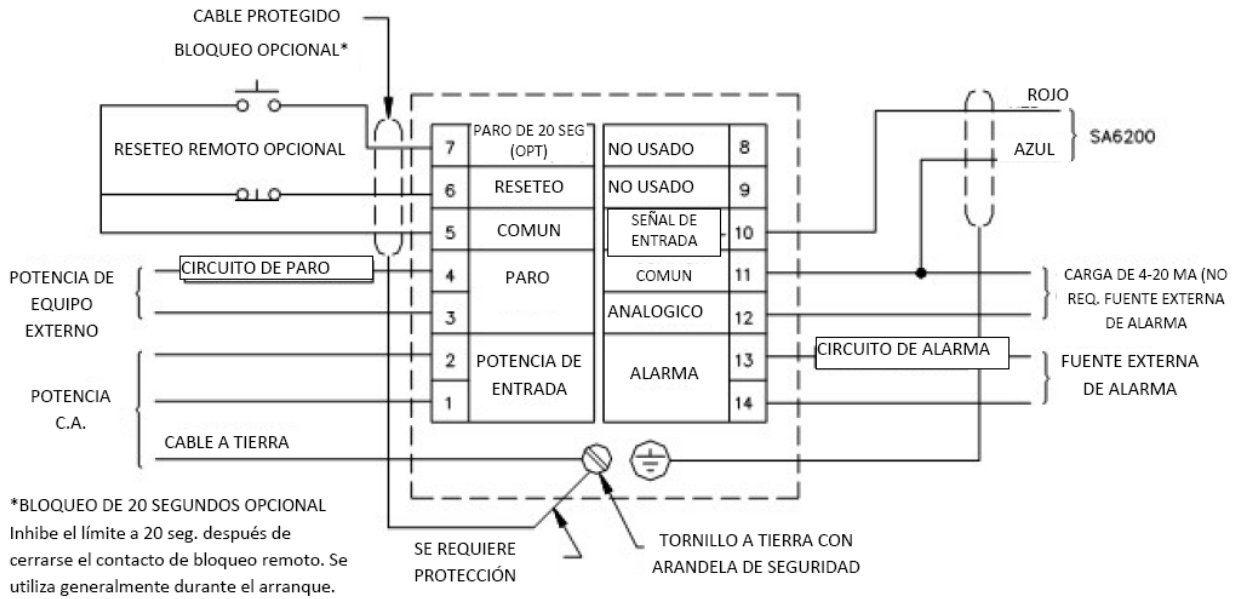 CABLE PROTEGIDO
BLOQUEO OPCIONAL*
RESETEO REMOTO OPCIONAL
7
PARO DE 20 SEG
(OPT)
NO USADO
8
6
RESETEO
NO USADO
9
5
COMUN
SEÑAL DE
ENTRADA
10
4
PARO
COMUN
11
3
ANALOGICO
12
2
POTENCIA DE
ENTRADA
ALARMA
13
1
14
ROJO
AZUL
SA6200
POTENCIA DE
EQUIPO
EXTERNO
CIRCUITO DE PARO
CARGA DE 4-20 MA (NO
REQ. FUENTE EXTERNA
DE ALARMA
CIRCUITO DE ALARMA
FUENTE EXTERNA
DE ALARMA
POTENCIA
C.A.
CABLE A TIERRA
*BLOQUEO DE 20 SEGUNDOS OPCIONAL
Inhibe el límite a 20 seg. después de
cerrarse el contacto de bloqueo remoto. Se
utiliza generalmente durante el arranque.
SE REQUIERE
PROTECCIÓN
TORNILLO A TIERRA CON
ARANDELA DE SEGURIDAD